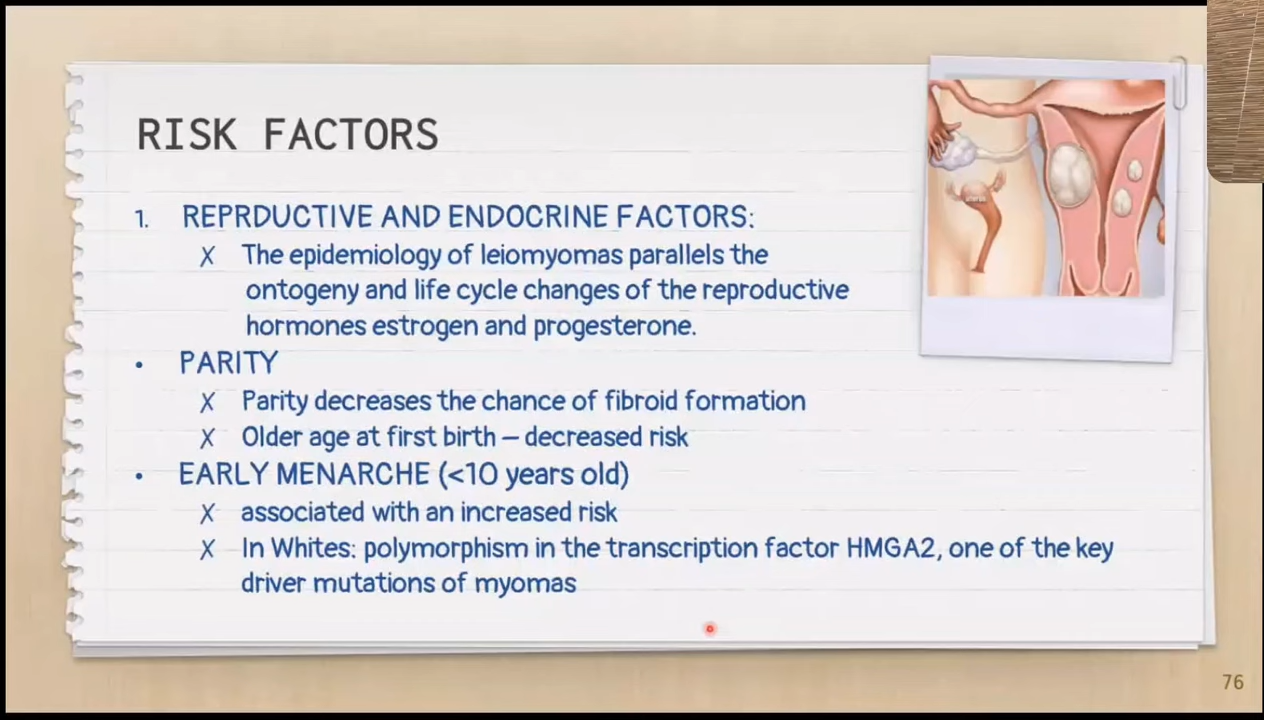 RISK FACTORS
1. REPRDUCTIVE AND ENDOCRINE FACTORS:
X The epidemiology of leiomyomas parallels the
ontogeny and life cycle changes of the reproductive
hormones estrogen and progesterone.
• PARITY
X Parity decreases the chance of fibroid formation
X Older age at first birth – decreased risk
• EARLY MENARCHE (<10 years old)
X associated with an increased risk
X In Whites: polymorphism in the transcription factor HMGA2, one of the key
driver mutations of myomas
76